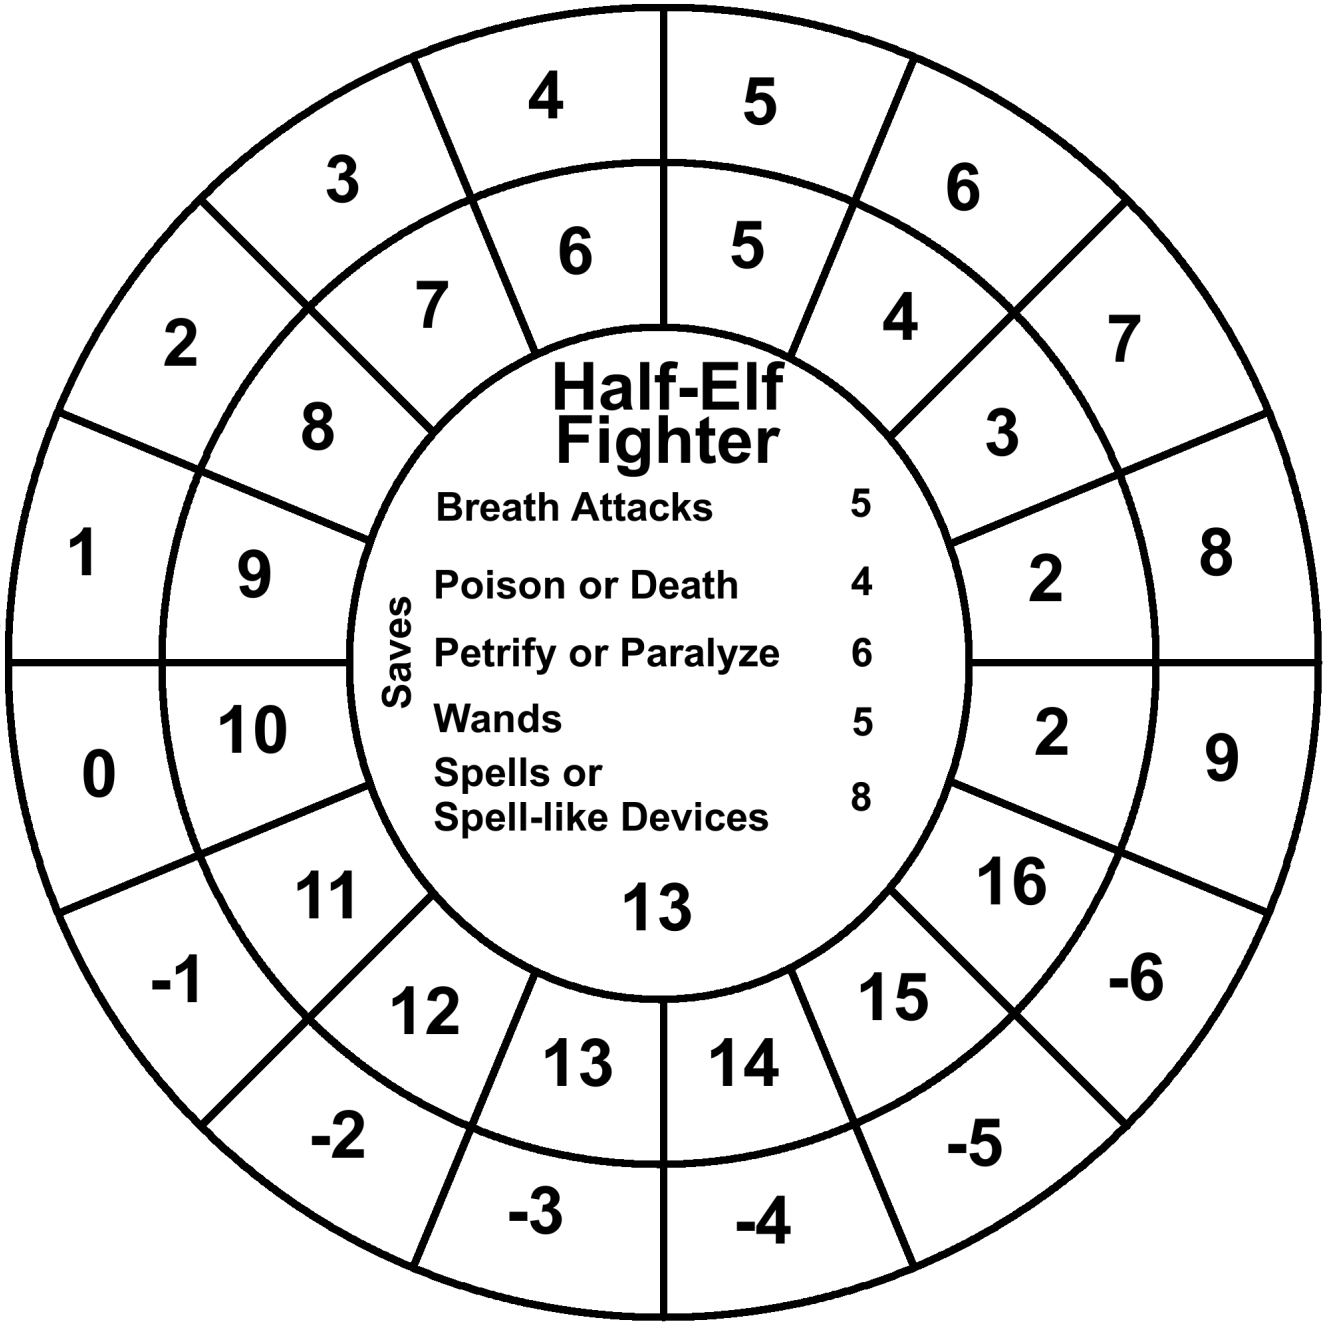 4 5
3 6
2 7
1 8
0 9
-1 -6
-2 -5
-3 -4
6 5
7 4
8 3
9 2
10 2
11 16
12 15
13 14
Half-Elf
Fighter
Saves
Breath Attacks 5
Poison or Death 4
Petrify or Paralyze 6
Wands 5
Spells or
Spell-like Devices 8
13